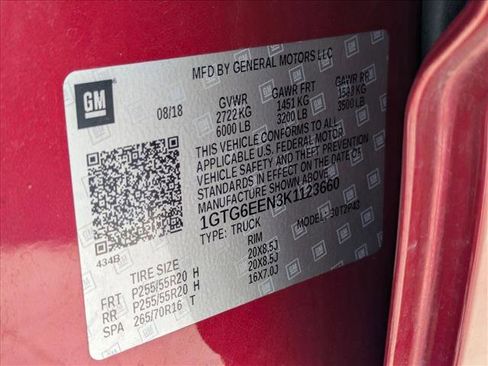 MFD BY GENERAL MOTORS LLC
GM
08/18
GVWR
2722 KG
6000 LB
GAWR FRT
1451 KG
3200 LB
GAWR RR
1588 KG
3500 LB
THIS VEHICLE CONFORMS TO ALL
APPLICABLE U.S. FEDERAL MOTOR
VEHICLE SAFETY AND THEFT PREVENTION
STANDARDS IN EFFECT ON THE DATE OF
MANUFACTURE SHOWN ABOVE.
1GTG6EEN3K1123660
TYPE: TRUCK
MODEL:
434B
TIRE SIZE
RIM
FRT P255/55R20 H 20X8.5J
RR P255/55R20 H 20X8.5J
SPA 265/70R16 T 16X7.0J